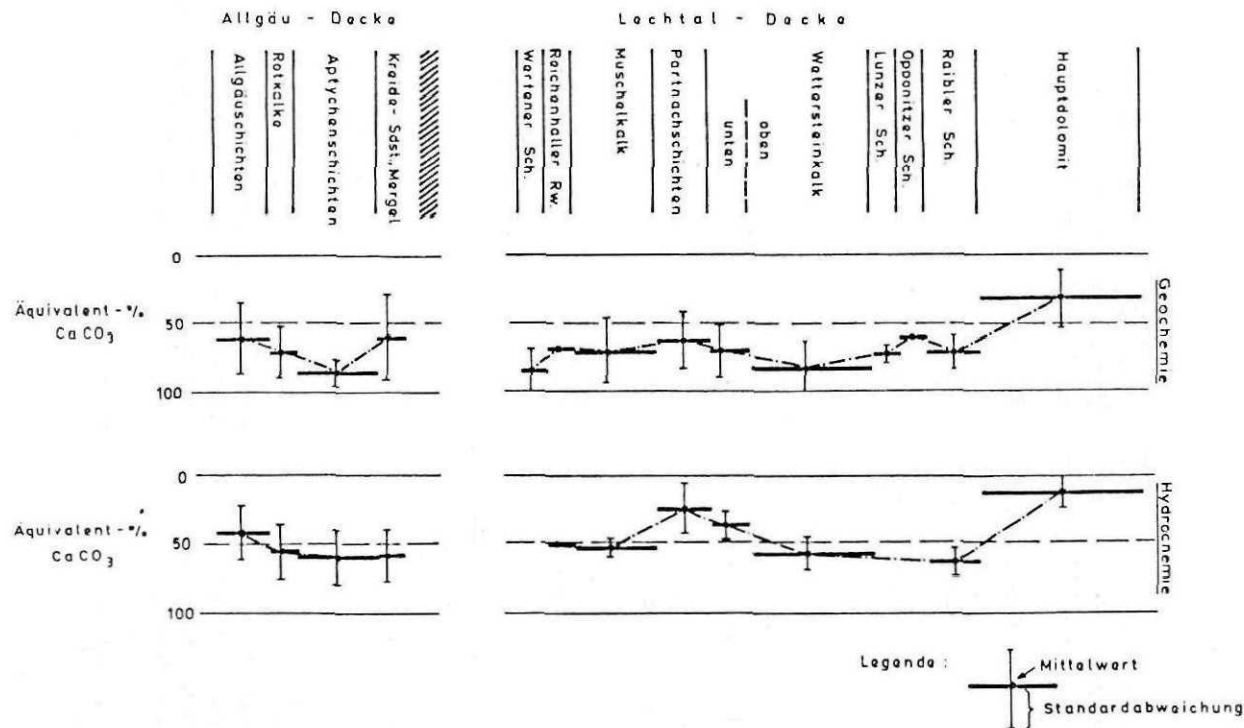 Allgäu - Decke
Lechtal - Decke
Allgäuschichten
Rotkalke
Aptychenschichten
Kreide - Sdst., Mergel
Werfener Sch.
Reichenhaller Rw.
Muschelkalk
Partnachschichten
unten
oben
Wettersteinkalk
Lunzer Sch.
Opponitzer Sch.
Raibler Sch.
Hauptdolomit
0
Äquivalent - %
CaCO3
50
100
Geochemie
0
Äquivalent - %
CaCO3
50
100
Hydrochemie
Legende :
Mittelwert
Standardabweichung